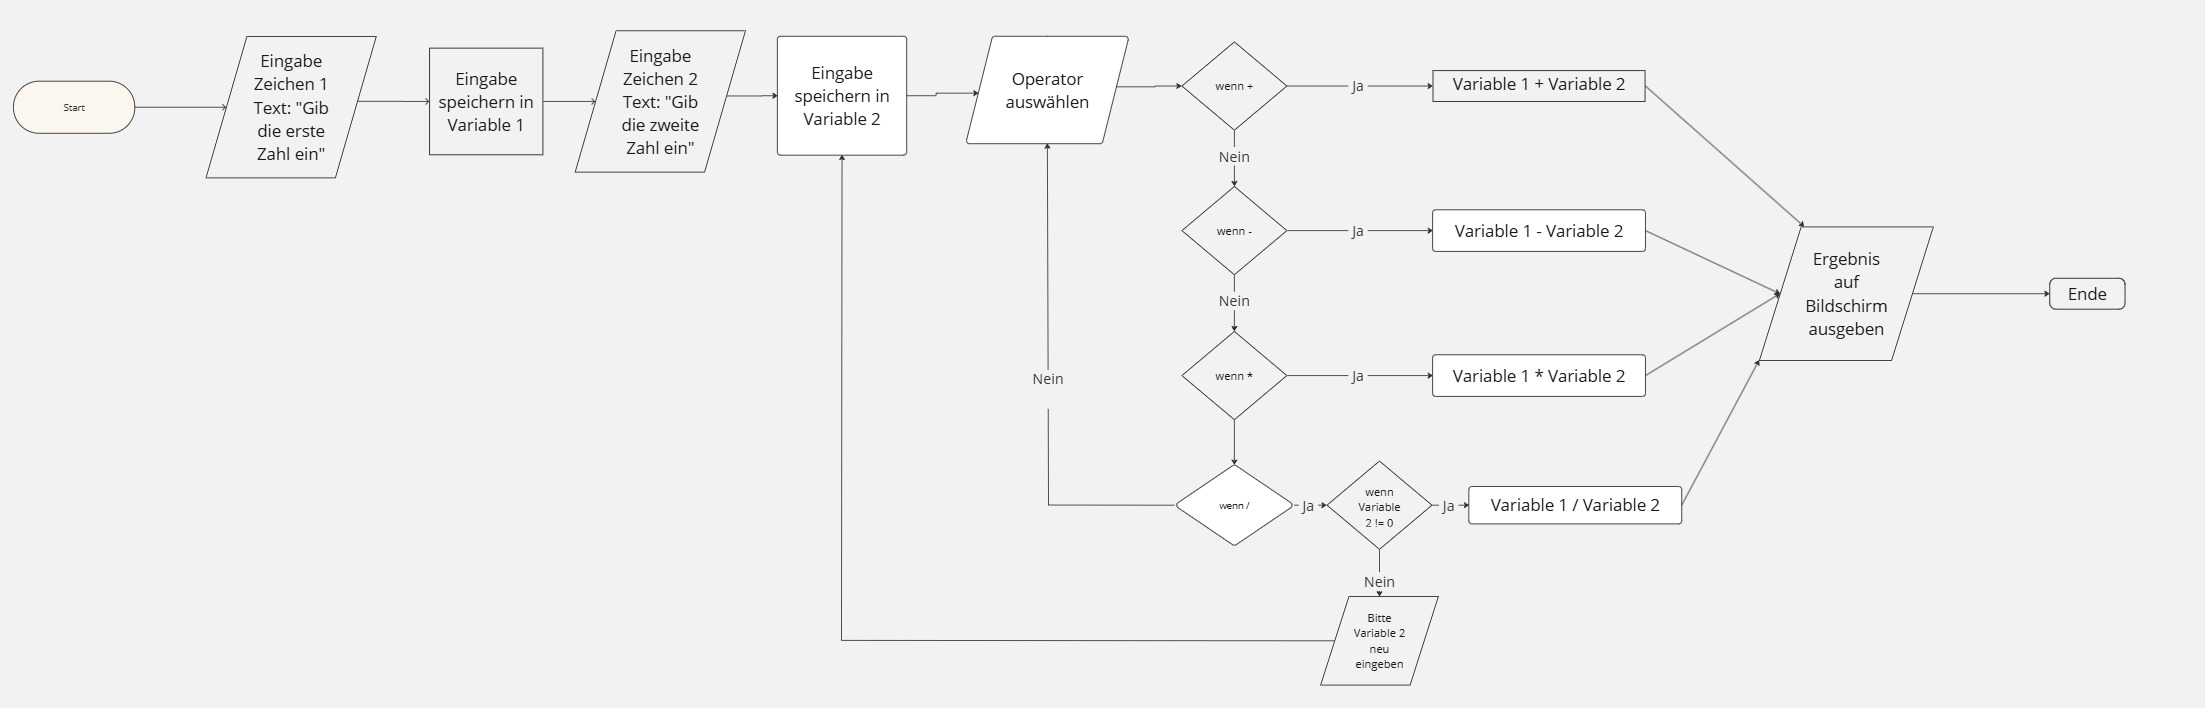 Start
Eingabe
Zeichen 1
Text: "Gib
die erste
Zahl ein"
Eingabe
speichern in
Variable 1
Eingabe
Zeichen 2
Text: "Gib
die zweite
Zahl ein"
Eingabe
speichern in
Variable 2
Operator
auswählen
wenn +
Ja
Variable 1 + Variable 2
Nein
wenn -
Ja
Variable 1 - Variable 2
Nein
wenn *
Ja
Variable 1 * Variable 2
Nein
wenn /
Ja
wenn
Variable
2 != 0
Ja
Variable 1 / Variable 2
Nein
Bitte
Variable 2
neu
eingeben
Ergebnis
auf
Bildschirm
ausgeben
Ende